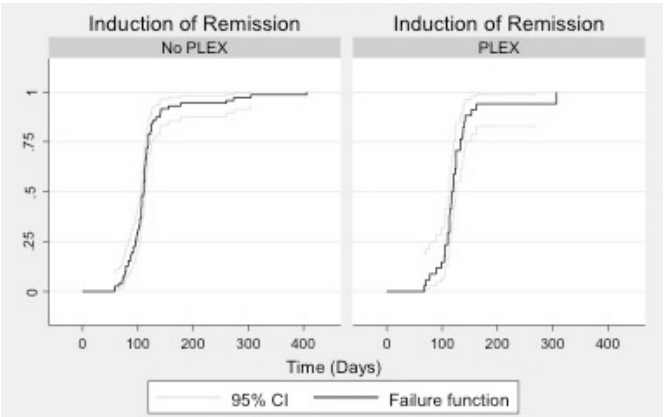 Induction of Remission Induction of Remission
No PLEX PLEX
1
.75
.5
.25
0
0 100 200 300 400 0 100 200 300 400
Time (Days)
95% CI Failure function